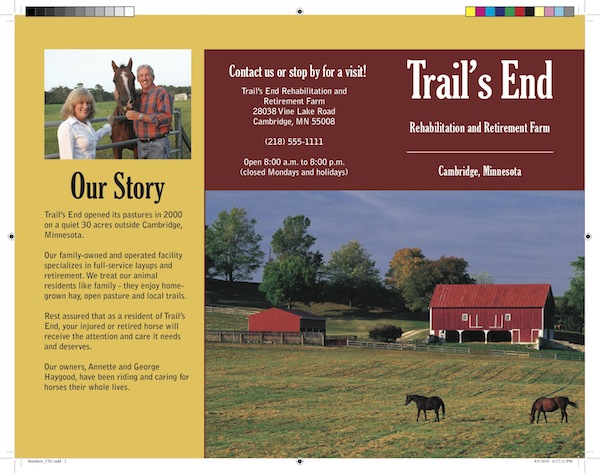 Our Story
Trail's End opened its pastures in 2000
on a quiet 30 acres outside Cambridge,
Minnesota.
Our family-owned and operated facility
specializes in full-service layups and
retirement. We treat our animal
residents like family - they enjoy home-
grown hay, open pasture and local trails.
Rest assured that as a resident of Trail's
End, your injured or retired horse will
receive the attention and care it needs
and deserves.
Our owners, Annette and George
Haygood, have been riding and caring for
horses their whole lives.
Contact us or stop by for a visit!
Trail's End Rehabilitation and
Retirement Farm
28038 Vine Lake Road
Cambridge, MN 55008
(218) 555-1111
Open 8:00 a.m. to 8:00 p.m.
(closed Mondays and holidays)
Trail's End
Rehabilitation and Retirement Farm
Cambridge, Minnesota